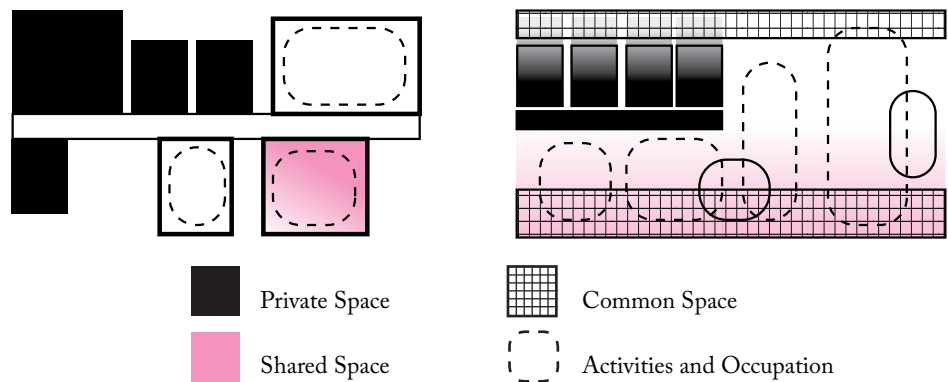 Private Space
Common Space
Shared Space
Activities and Occupation